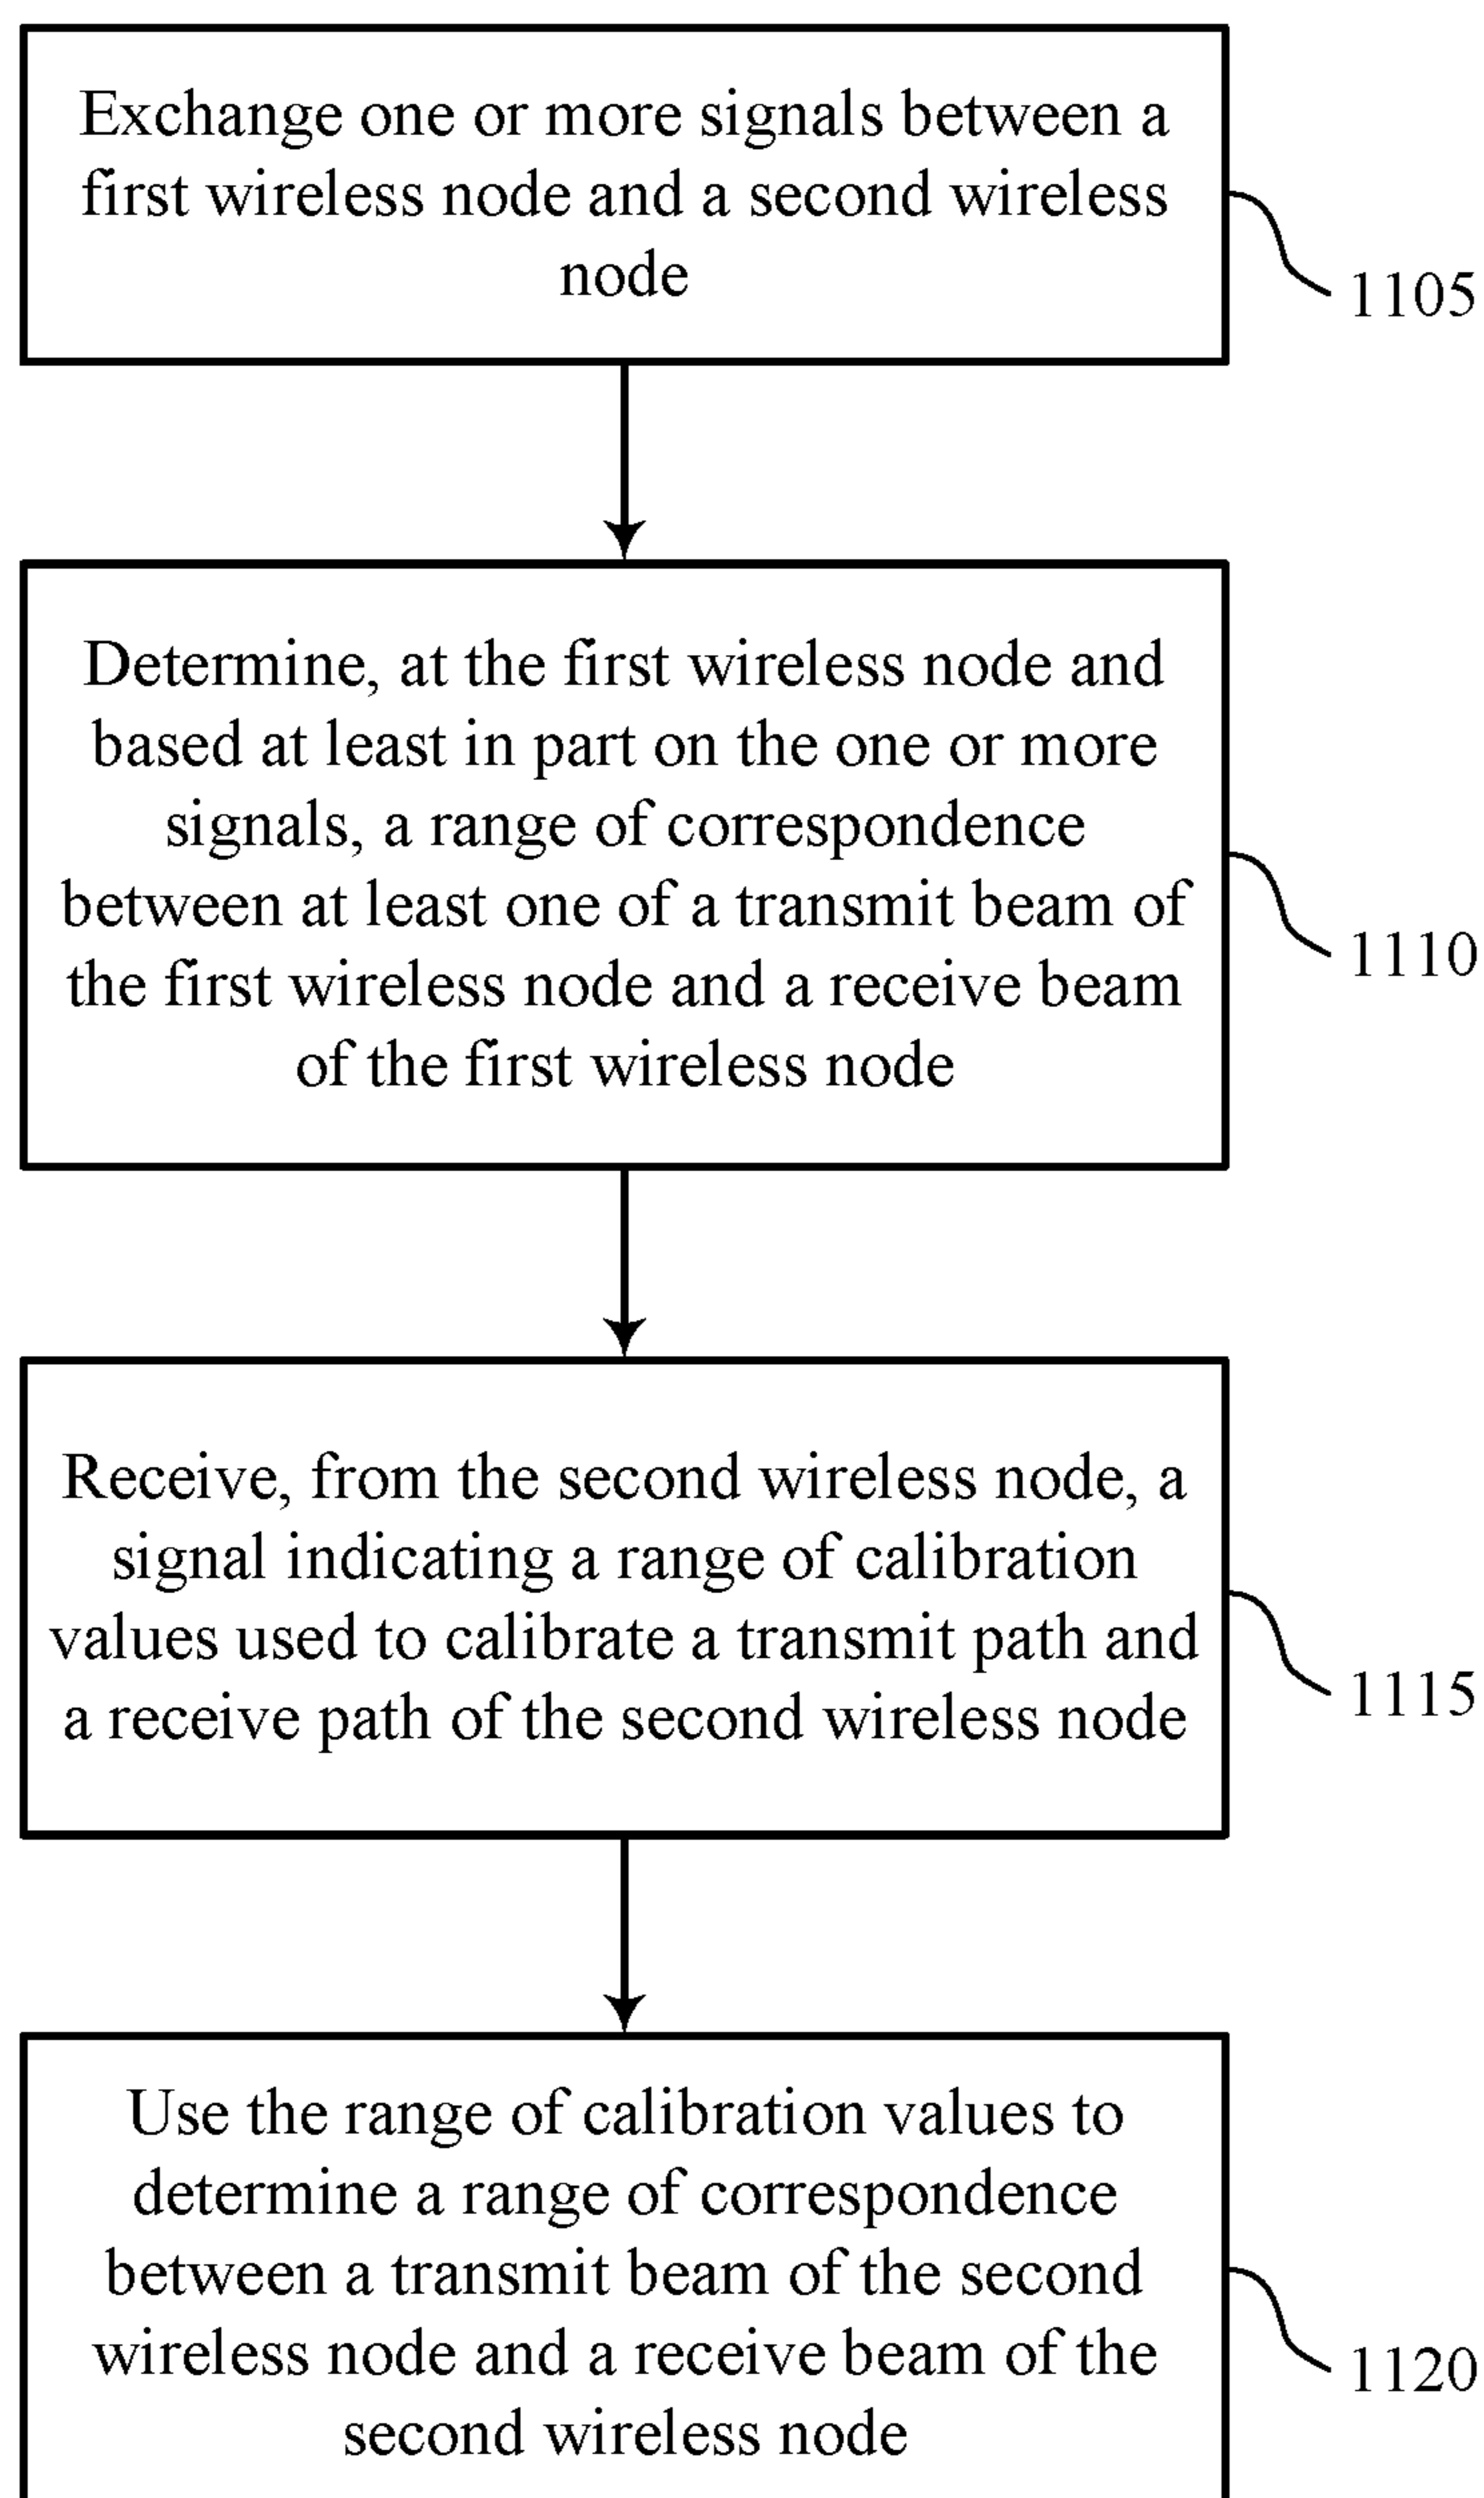 Exchange one or more signals between a
first wireless node and a second wireless
node
1105
Determine, at the first wireless node and
based at least in part on the one or more
signals, a range of correspondence
between at least one of a transmit beam of
the first wireless node and a receive beam
of the first wireless node
1110
Receive, from the second wireless node, a
signal indicating a range of calibration
values used to calibrate a transmit path and
a receive path of the second wireless node
1115
Use the range of calibration values to
determine a range of correspondence
between a transmit beam of the second
wireless node and a receive beam of the
second wireless node
1120